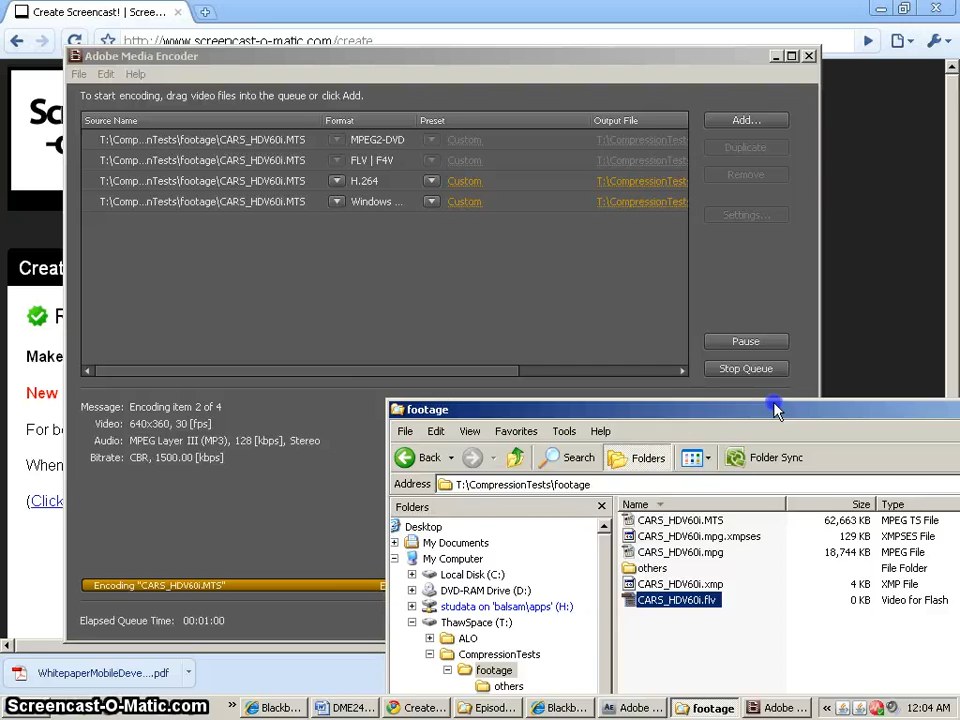 Create Screencast! | Scree... ×
http://www.screencast-o-matic.com/create
Adobe Media Encoder
File Edit Help
To start encoding, drag video files into the queue or click Add.
Source Name Format Preset Output File
T:\Comp...nTests\footage\CARS_HDV60i.MTS MPEG2-DVD Custom T:\CompressionTest:
T:\Comp...nTests\footage\CARS_HDV60i.MTS FLV | F4V Custom T:\CompressionTest:
T:\Comp...nTests\footage\CARS_HDV60i.MTS H.264 Custom T:\CompressionTest:
T:\Comp...nTests\footage\CARS_HDV60i.MTS Windows ... Custom T:\CompressionTest:
Add...
Duplicate
Remove
Settings...
Pause
Stop Queue
Sc
-O
Creat
R
Make
New
For be
When
(Click
Message: Encoding item 2 of 4
Video: 640x360, 30 [fps]
Audio: MPEG Layer III (MP3), 128 [kbps], Stereo
Bitrate: CBR, 1500.00 [kbps]
Encoding "CARS_HDV60i.MTS" E
Elapsed Queue Time: 00:01:00
footage
File Edit View Favorites Tools Help
Back Search Folders Folder Sync
Address T:\CompressionTests\footage
Folders
Desktop
My Documents
My Computer
Local Disk (C:)
DVD-RAM Drive (D:)
studata on 'balsam\apps' (H:)
ThawSpace (T:)
ALO
CompressionTests
footage
others
Name Size Type
CARS_HDV60i.MTS 62,663 KB MPEG TS File
CARS_HDV60i.mpg.xmpses 129 KB XMPSES File
CARS_HDV60i.mpg 18,744 KB MPEG File
others File Folder
CARS_HDV60i.xmp 4 KB XMP File
CARS_HDV60i.flv 0 KB Video for Flash
WhitepaperMobileDeve....pdf
Screencast-O-Matic.com
» Blackb... DME24... Create... Episod... Blackb... Adobe ... footage Adobe ... « 12:04 AM